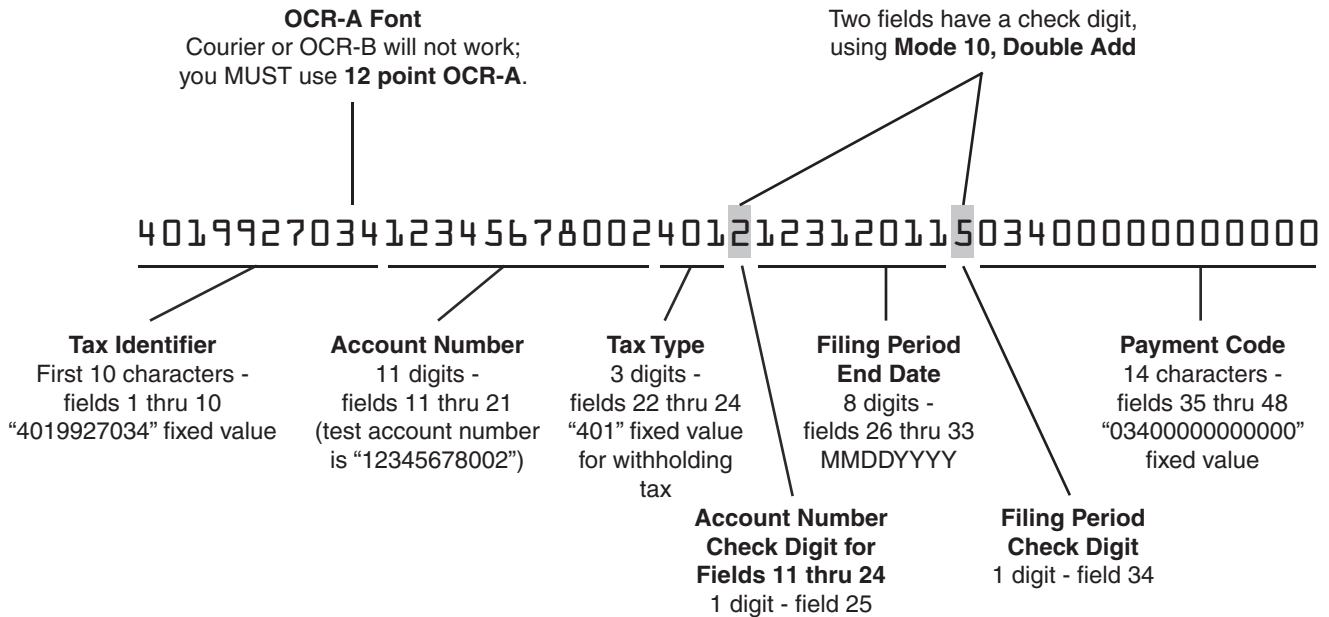 OCR-A Font
Courier or OCR-B will not work;
you MUST use 12 point OCR-A.
Two fields have a check digit,
using Mode 10, Double Add
401992703412345678002401212312011503400000000000
Tax Identifier
First 10 characters -
fields 1 thru 10
“4019927034” fixed value
Account Number
11 digits -
fields 11 thru 21
(test account number
is “12345678002”)
Tax Type
3 digits -
fields 22 thru 24
“401” fixed value
for withholding
tax
Filing Period
End Date
8 digits -
fields 26 thru 33
MMDDYYYY
Payment Code
14 characters -
fields 35 thru 48
“03400000000000”
fixed value
Account Number
Check Digit for
Fields 11 thru 24
1 digit - field 25
Filing Period
Check Digit
1 digit - field 34